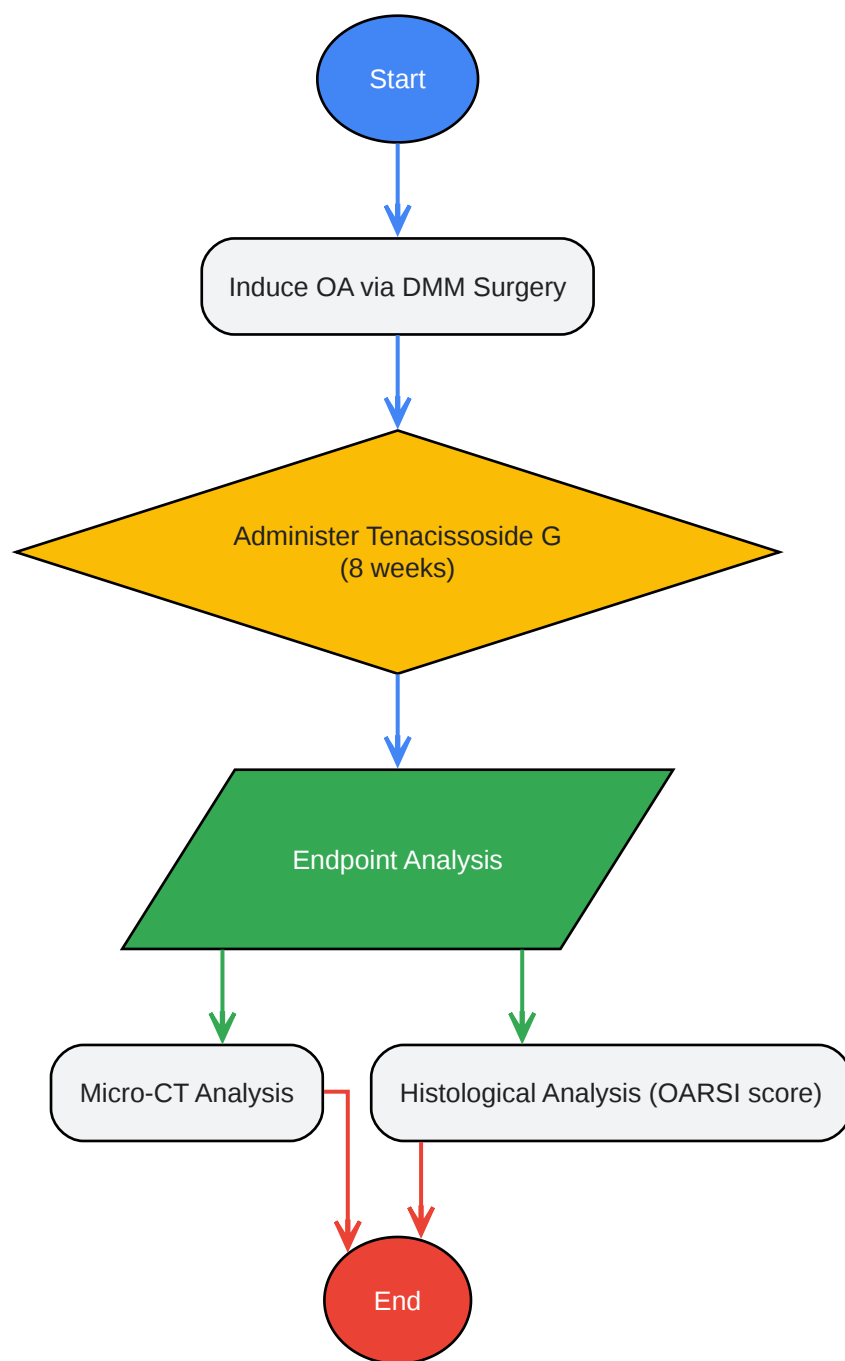 Start
Induce OA via DMM Surgery
Administer Tenacissoside G
(8 weeks)
Endpoint Analysis
Micro-CT Analysis
Histological Analysis (OARSI score)
End